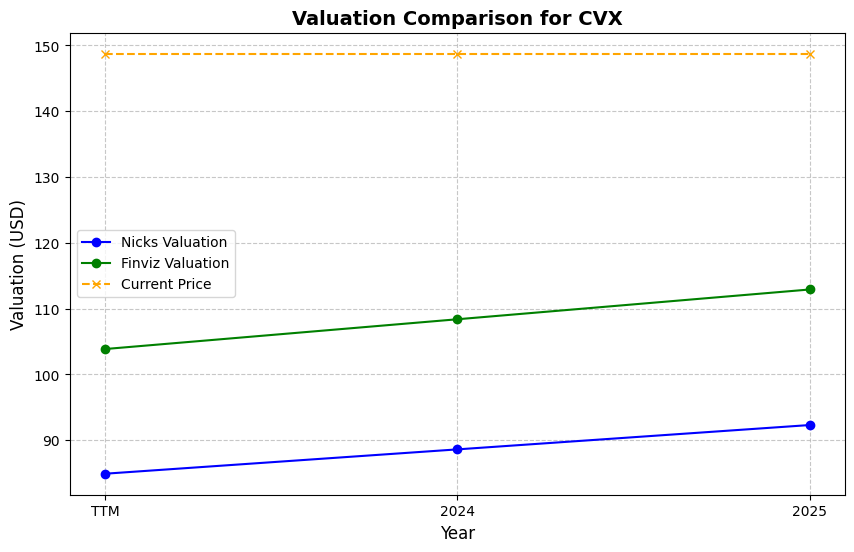 Valuation Comparison for CVX
150
140
130
120
110
100
90
Valuation (USD)
Nicks Valuation
Finviz Valuation
Current Price
TTM
2024
2025
Year